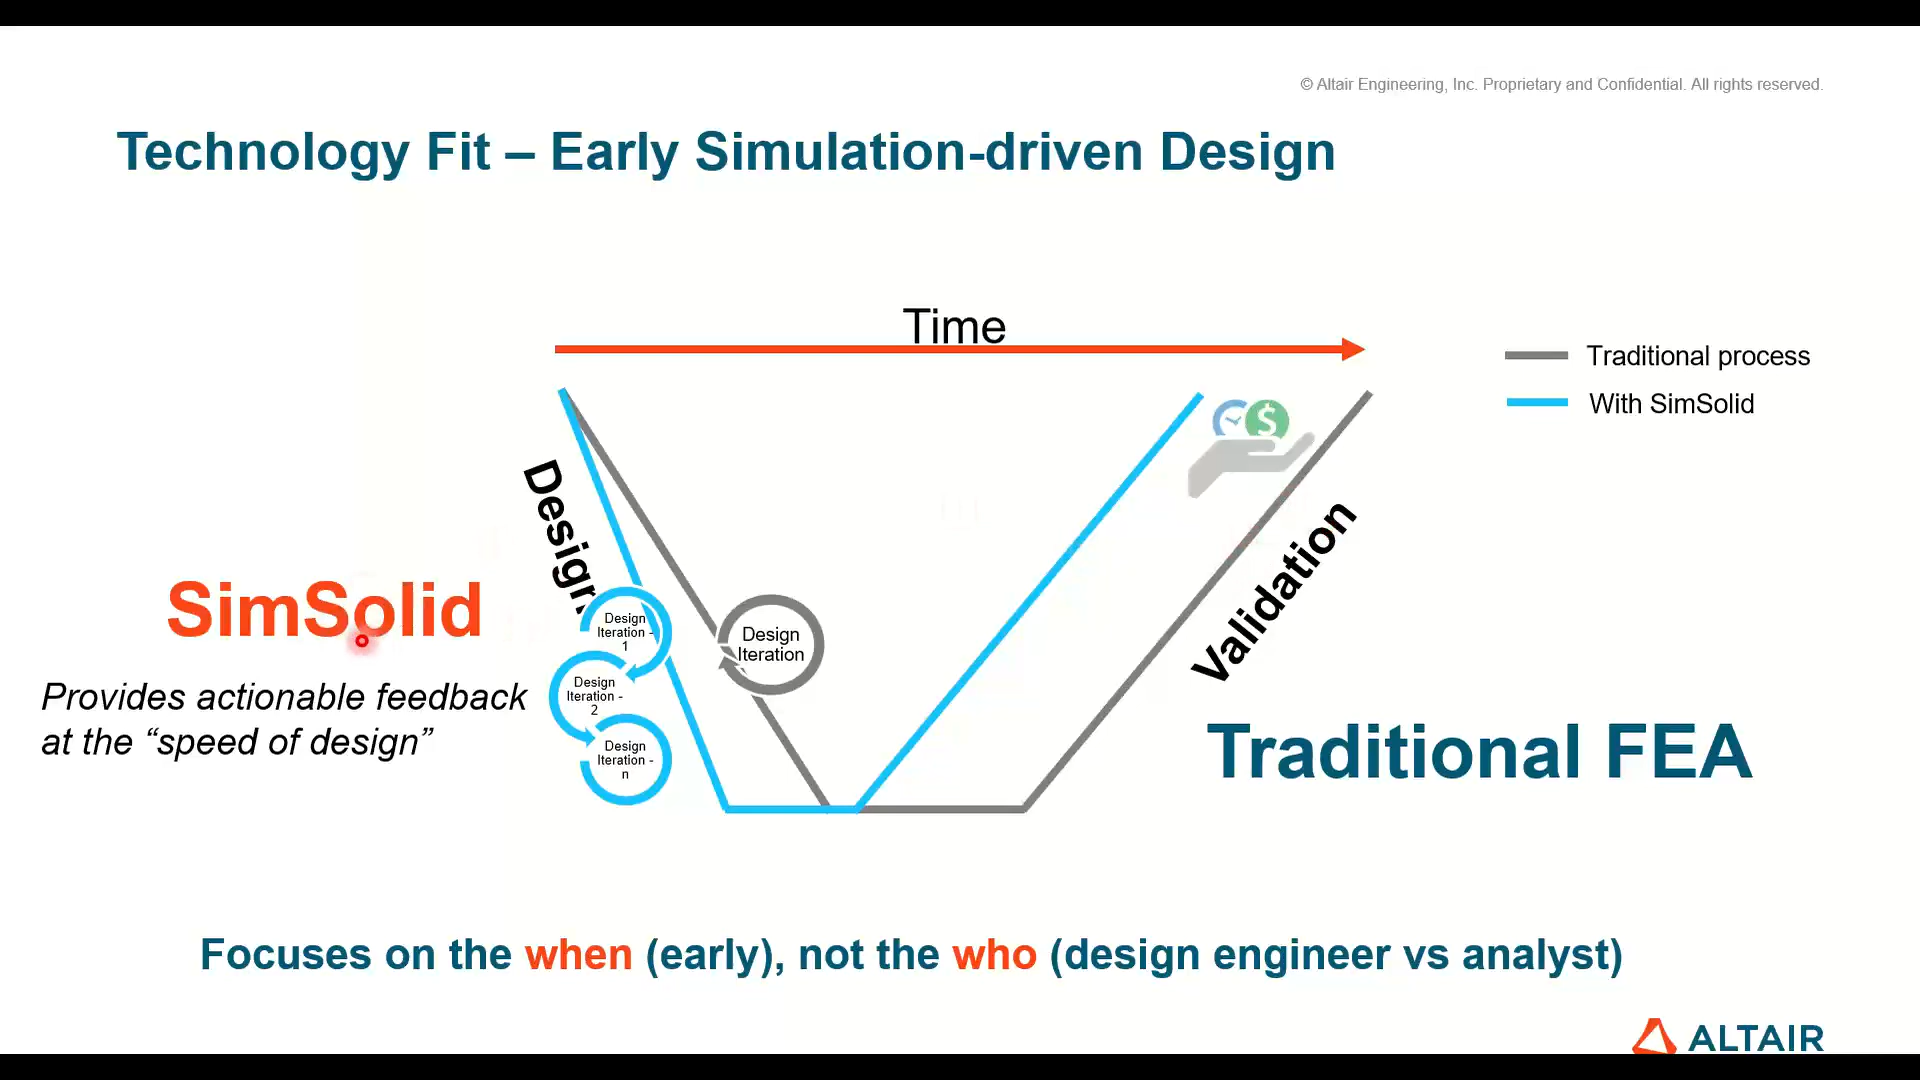 © Altair Engineering, Inc. Proprietary and Confidential. All rights reserved.
Technology Fit – Early Simulation-driven Design
Time
Traditional process
With SimSolid
$
Design
Validation
SimSolid
Provides actionable feedback
at the “speed of design”
Design
Iteration -
1
Design
Iteration -
2
Design
Iteration -
n
Design
Iteration
Traditional FEA
Focuses on the when (early), not the who (design engineer vs analyst)
ALTAIR